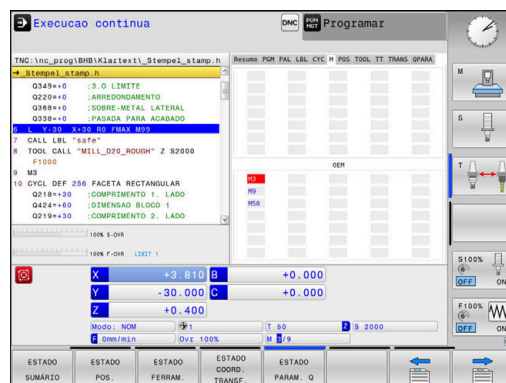 Execucao continua
DNC
PGM MGT
Programar
TNC:\nc_prog\BHB\Klartext\_Stempel_stamp.h
→_Stempel_stamp.h
Q349=+0 ;3.O LIMITE
Q220=+0 ;ARREDONDAMENTO
Q368=+0 ;SOBRE-METAL LATERAL
Q338=+0 ;PASADA PARA ACABADO
6 L Y-30 X+30 R0 FMAX M99
7 CALL LBL "safe"
8 TOOL CALL "MILL_D20_ROUGH" Z S2000
F1000
9 M3
10 CYCL DEF 256 FACETA RECTANGULAR
Q218=+30 ;COMPRIMENTO 1. LADO
Q424=+60 ;DIMENSAO BLOCO 1
Q219=+30 ;COMPRIMENTO 2. LADO
100% S-OVR
100% F-OVR LIMIT 1
Resumo PGM PAL LBL CYC M POS TOOL TT TRANS QPARA
OEM
M3
M9
M50
X +3.810 B +0.000
Y -30.000 C +0.000
Z +0.400
Modo: NOM 1 T 50 Z S 2000
F 0mm/min Ovr 100% M 3/9
M
S
T
S100%
OFF ON
F100%
OFF ON
ESTADO SUMÁRIO
ESTADO POS.
ESTADO FERRAM.
ESTADO COORD. TRANSF.
ESTADO PARAM. Q